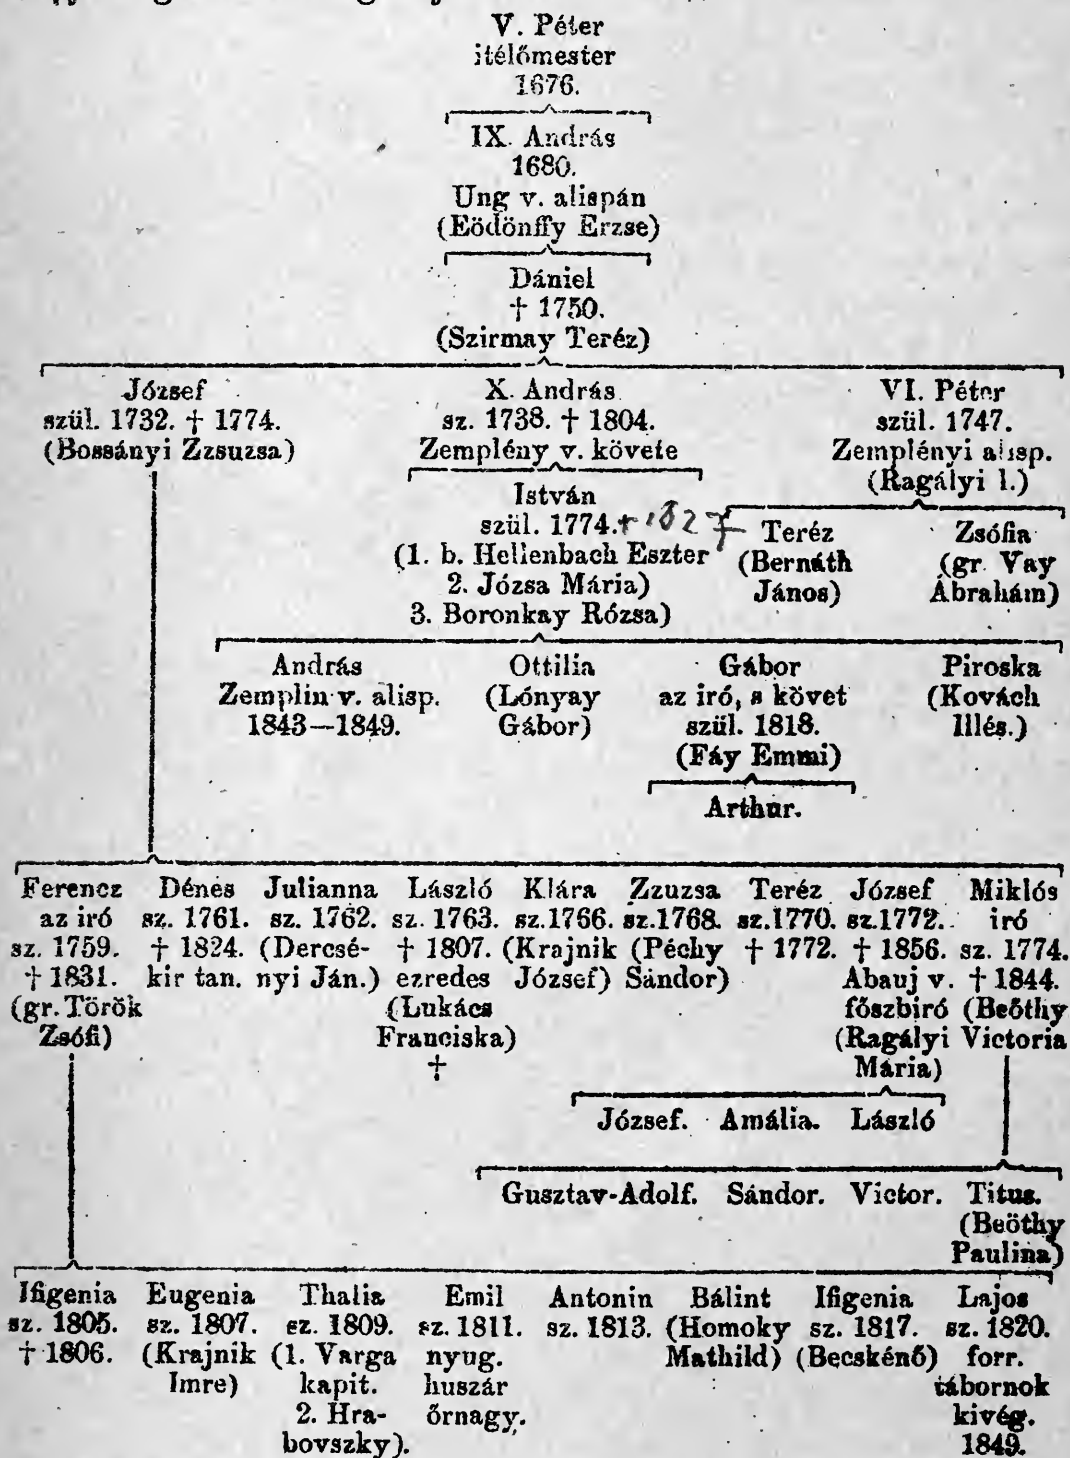 V. Péter
itélőmester
1676.
IX. András
1680.
Ung v. alispán
(Eödönffy Erzse)
Dániel
† 1750.
(Szirmay Teréz)
József X. András VI. Péter
szül. 1732. † 1774. sz. 1738. † 1804. szül. 1747.
(Bossányi Zzsuzsa) Zemplény v. követe Zemplényi alisp.
(Ragályi l.)
István
szül. 1774. † 1827
(1. b. Hellenbach Eszter
2. Józsa Mária)
3. Boronkay Rózsa)
Teréz Zsófia
(Bernáth (gr. Vay
János) Ábrahám)
András Ottilia Gábor Piroska
Zemplin v. alisp. (Lónyay az iró, s követ (Kovách
1843—1849. Gábor) szül. 1818. Illés.)
(Fáy Emmi)
Arthur.
Ferencz Dénes Julianna László Klára Zzuzsa Teréz József Miklós
az iró sz. 1761. sz. 1762. sz. 1763. sz. 1766. sz. 1768. sz. 1770. sz. 1772. iró
sz. 1759. † 1824. (Dercsé- † 1807. (Krajnik (Péchy † 1772. † 1856. sz. 1774.
† 1831. kir tan. nyi Ján.) ezredes József) Sándor) Abauj v. † 1844.
(gr. Török (Lukács főszbiró (Beöthy
Zsófi) Franciska) (Ragályi Victoria
† Mária)
József. Amália. László
Gusztav-Adolf. Sándor. Victor. Titus.
(Beöthy
Paulina)
Ifigenia Eugenia Thalia Emil Antonin Bálint Ifigenia Lajos
sz. 1805. sz. 1807. sz. 1809. sz. 1811. sz. 1813. (Homoky sz. 1817. sz. 1820.
† 1806. (Krajnik (1. Varga nyug. Mathild) (Becskénő) forr.
Imre) kapit. huszár tábornok
2. Hra- őrnagy. kivég.
bovszky). 1849.